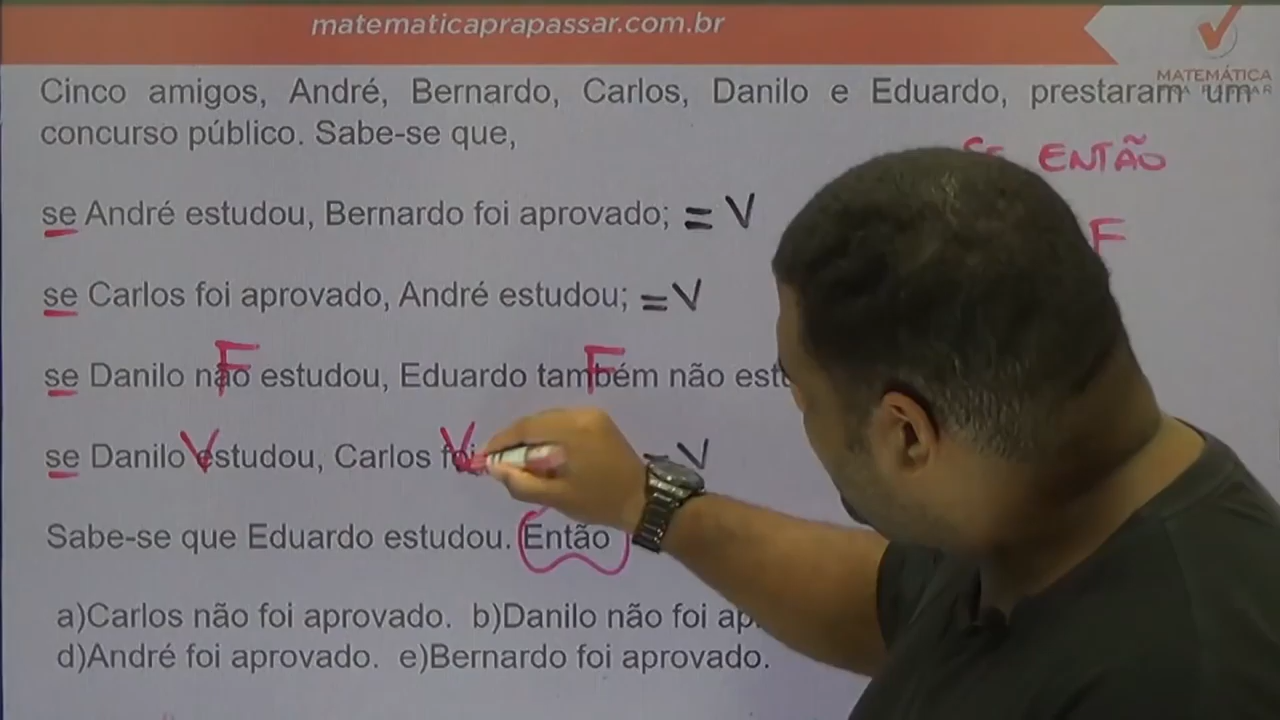 matematicaprapassar.com.br
MATEMÁTICA
PRA PASSAR
Cinco amigos, André, Bernardo, Carlos, Danilo e Eduardo, prestaram um
concurso público. Sabe-se que,
SE ENTÃO
F
se André estudou, Bernardo foi aprovado; = V
se Carlos foi aprovado, André estudou; = V
F F
se Danilo não estudou, Eduardo também não
V V
se Danilo estudou, Carlos foi = V
Sabe-se que Eduardo estudou. Então
a)Carlos não foi aprovado. b)Danilo não foi
d)André foi aprovado. e)Bernardo foi aprovado.